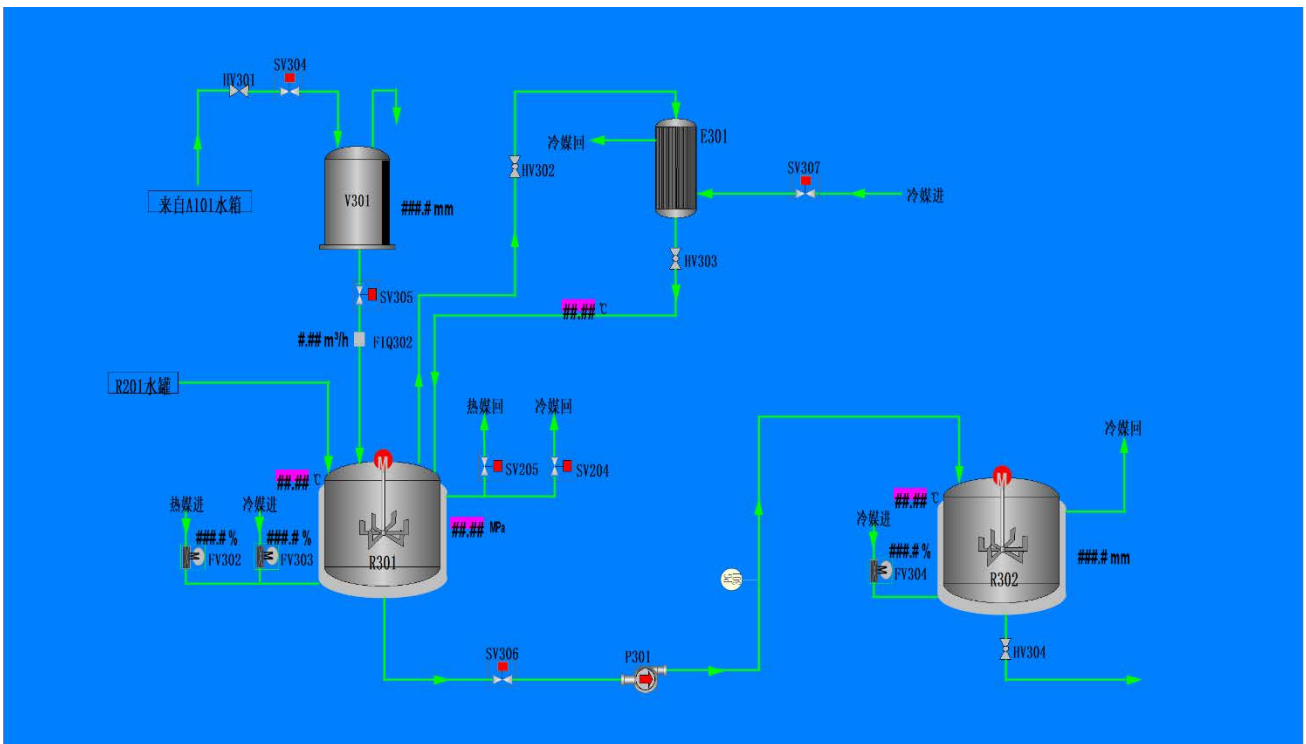 SV304
HV301
E301
冷媒回
HV302
SV307
来自A101水箱
V301
###.# mm
冷媒进
HV303
SV305
##.## ℃
#.## m³/h
FIQ302
R201水罐
热媒回
冷媒回
冷媒回
SV205
SV204
##.## ℃
M
M
##.## ℃
热媒进
冷媒进
冷媒进
##.## MPa
###.# %
###.# %
###.# %
###.# mm
M
FV302
M
FV303
R301
M
FV304
R302
SV306
P301
HV304